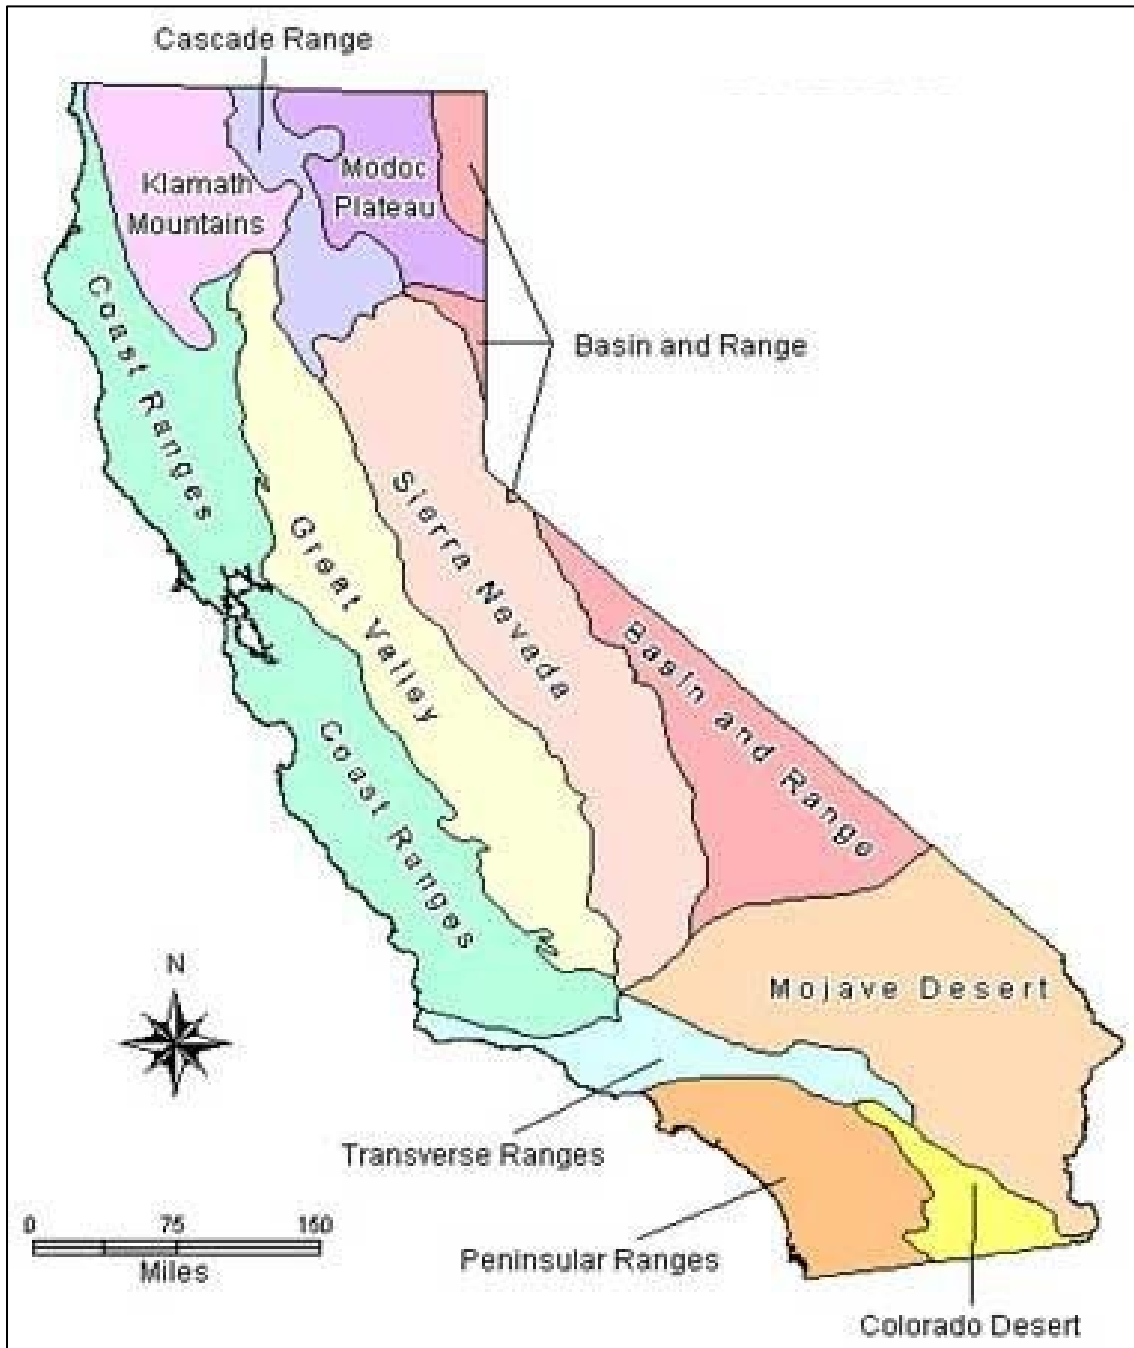 Cascade Range
Klamath
Mountains
Modoc
Plateau
Coast Ranges
Basin and Range
Sierra Nevada
Great Valley
Basin and Range
Coast Ranges
N
Mojave Desert
Transverse Ranges
0 75 150
Miles
Peninsular Ranges
Colorado Desert